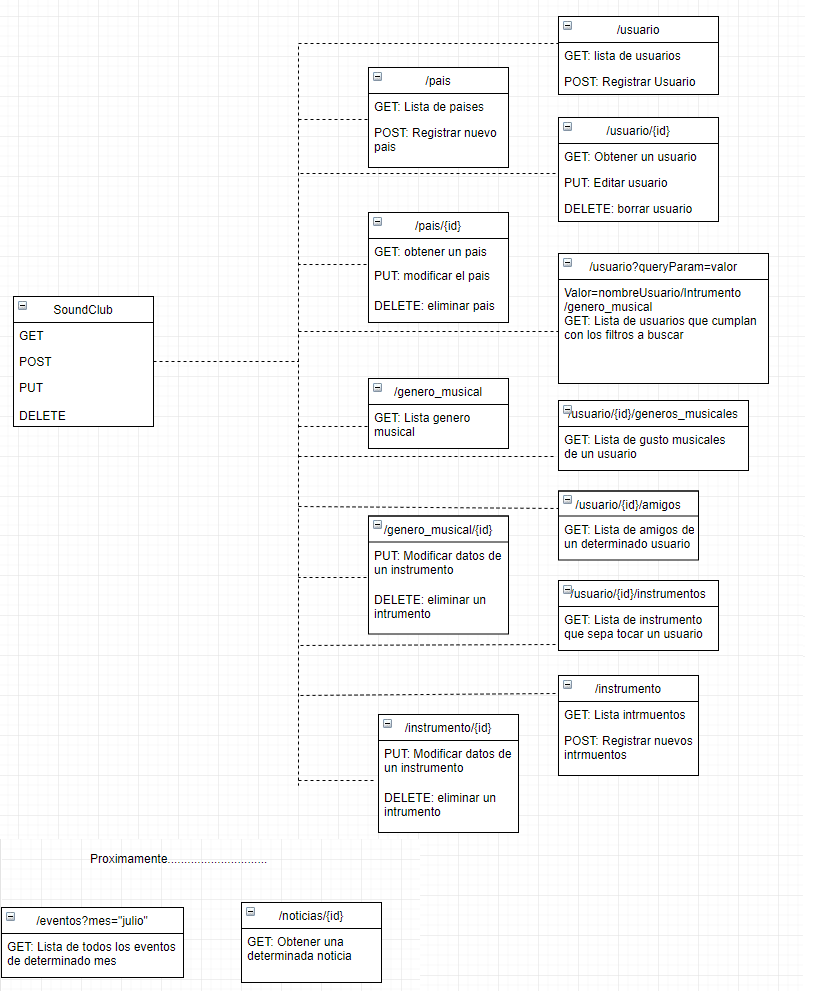 /usuario
GET: lista de usuarios
POST: Registrar Usuario
/pais
GET: Lista de paises
POST: Registrar nuevo
pais
/usuario/{id}
GET: Obtener un usuario
PUT: Editar usuario
DELETE: borrar usuario
/pais/{id}
GET: obtener un pais
PUT: modificar el pais
DELETE: eliminar pais
/usuario?queryParam=valor
Valor=nombreUsuario/Intrumento
/genero_musical
GET: Lista de usuarios que cumplan
con los filtros a buscar
SoundClub
GET
POST
PUT
DELETE
/genero_musical
GET: Lista genero
musical
/usuario/{id}/generos_musicales
GET: Lista de gusto musicales
de un usuario
/usuario/{id}/amigos
GET: Lista de amigos de
un determinado usuario
/genero_musical/{id}
PUT: Modificar datos de
un instrumento
DELETE: eliminar un
intrumento
/usuario/{id}/instrumentos
GET: Lista de instrumento
que sepa tocar un usuario
/instrumento
GET: Lista intrmuentos
POST: Registrar nuevos
intrmuentos
/instrumento/{id}
PUT: Modificar datos de
un instrumento
DELETE: eliminar un
intrumento
Proximamente..............................
/eventos?mes="julio"
GET: Lista de todos los eventos
de determinado mes
/noticias/{id}
GET: Obtener una
determinada noticia